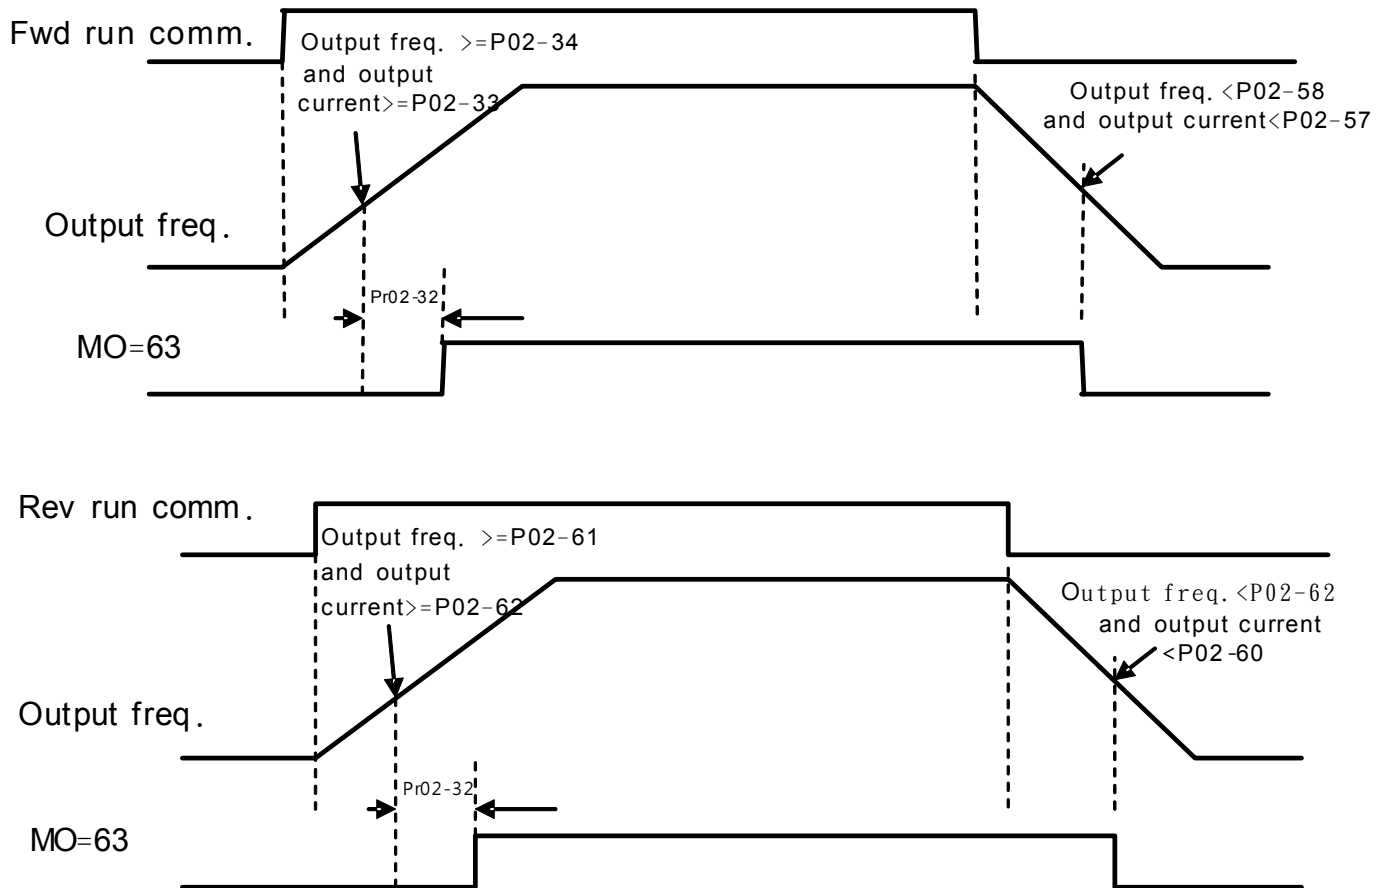 Fwd run comm.
Output freq. >=P02-34
and output
current>=P02-33
Output freq. <P02-58
and output current<P02-57
Output freq.
Pr02-32
MO=63
Rev run comm.
Output freq. >=P02-61
and output
current>=P02-62
Output freq.<P02-62
and output current
<P02-60
Output freq.
Pr02-32
MO=63